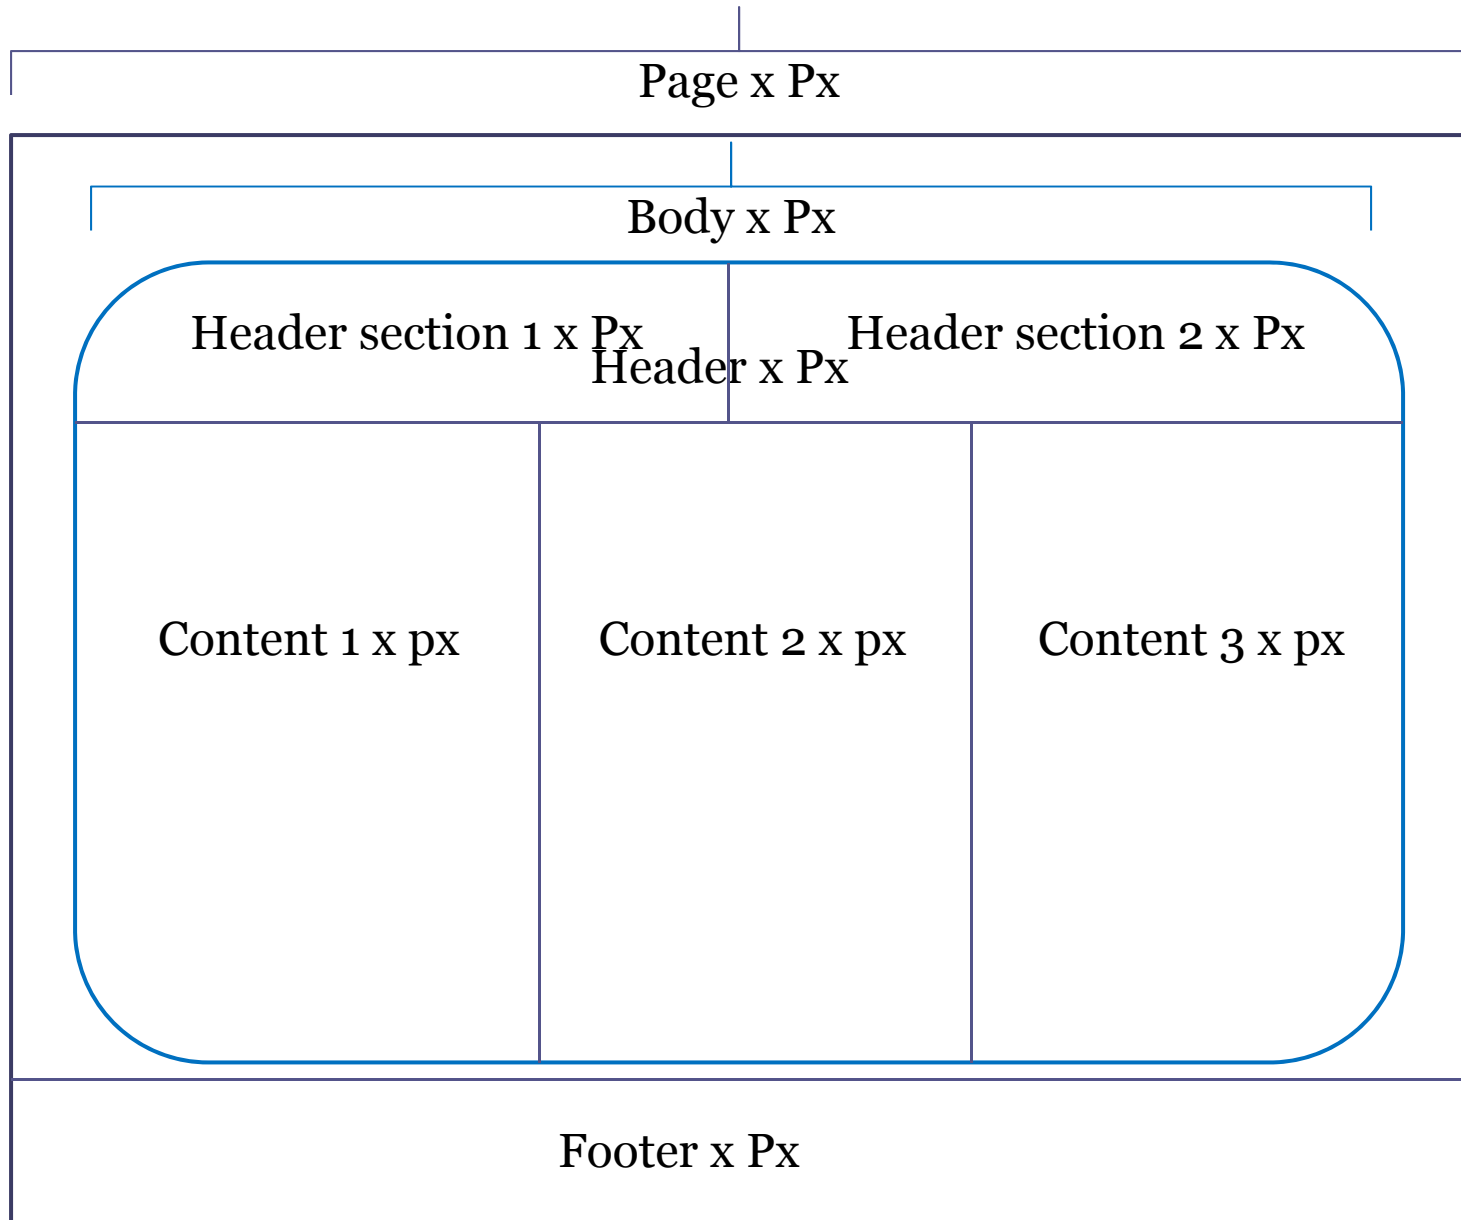 Page x Px
Body x Px
Header section 1 x Px
Header section 2 x Px
Header x Px
Content 1 x px
Content 2 x px
Content 3 x px
Footer x Px